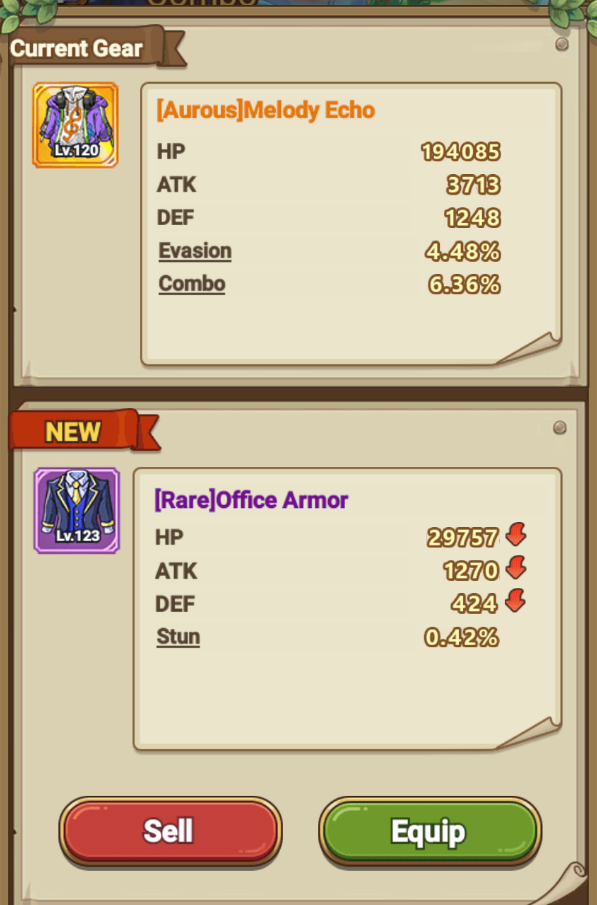 Combo
Current Gear
Lv.120
[Aurous]Melody Echo
HP 194085
ATK 3713
DEF 1248
Evasion 4.48%
Combo 6.36%
NEW
Lv.123
[Rare]Office Armor
HP 29757
ATK 1270
DEF 424
Stun 0.42%
Sell Equip